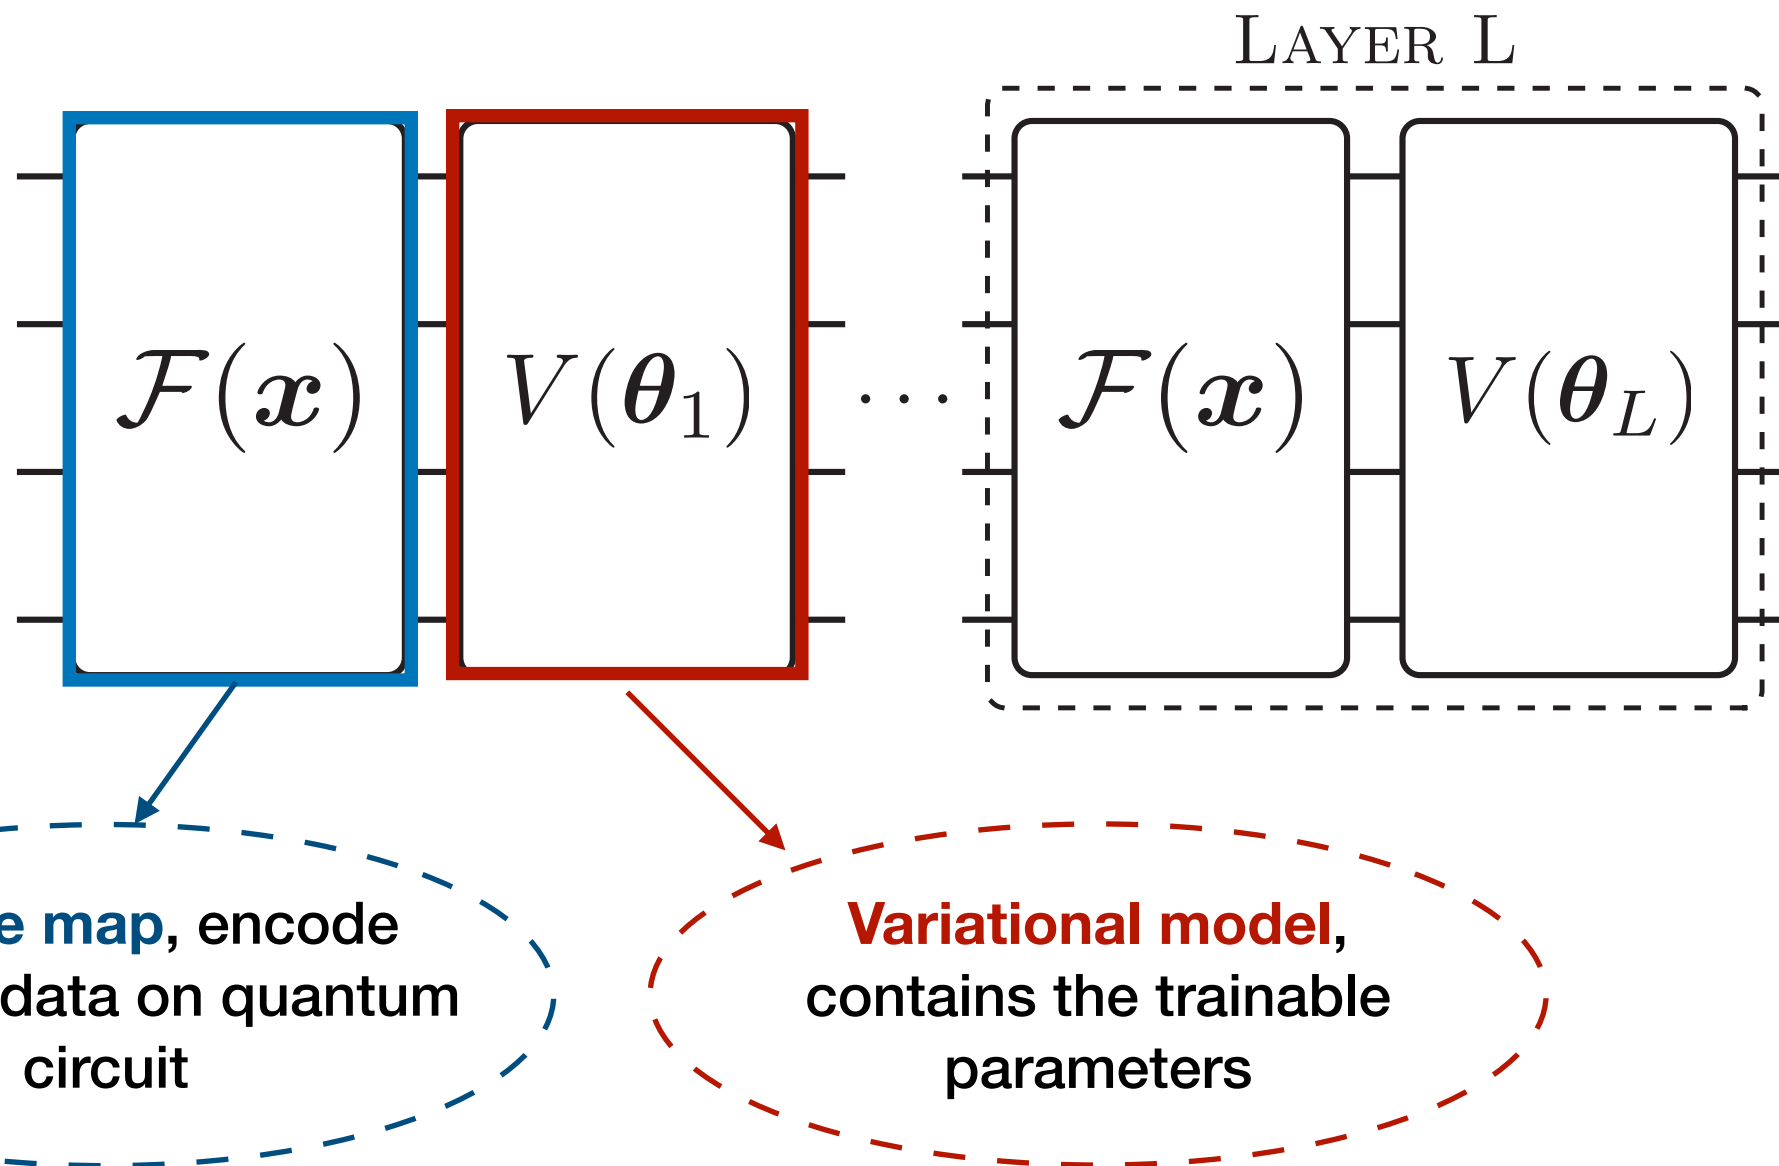 LAYER L
𝓕(𝒙) V(𝜽₁) ··· 𝓕(𝒙) V(𝜽_L)
map, encode
data on quantum
circuit
Variational model,
contains the trainable
parameters